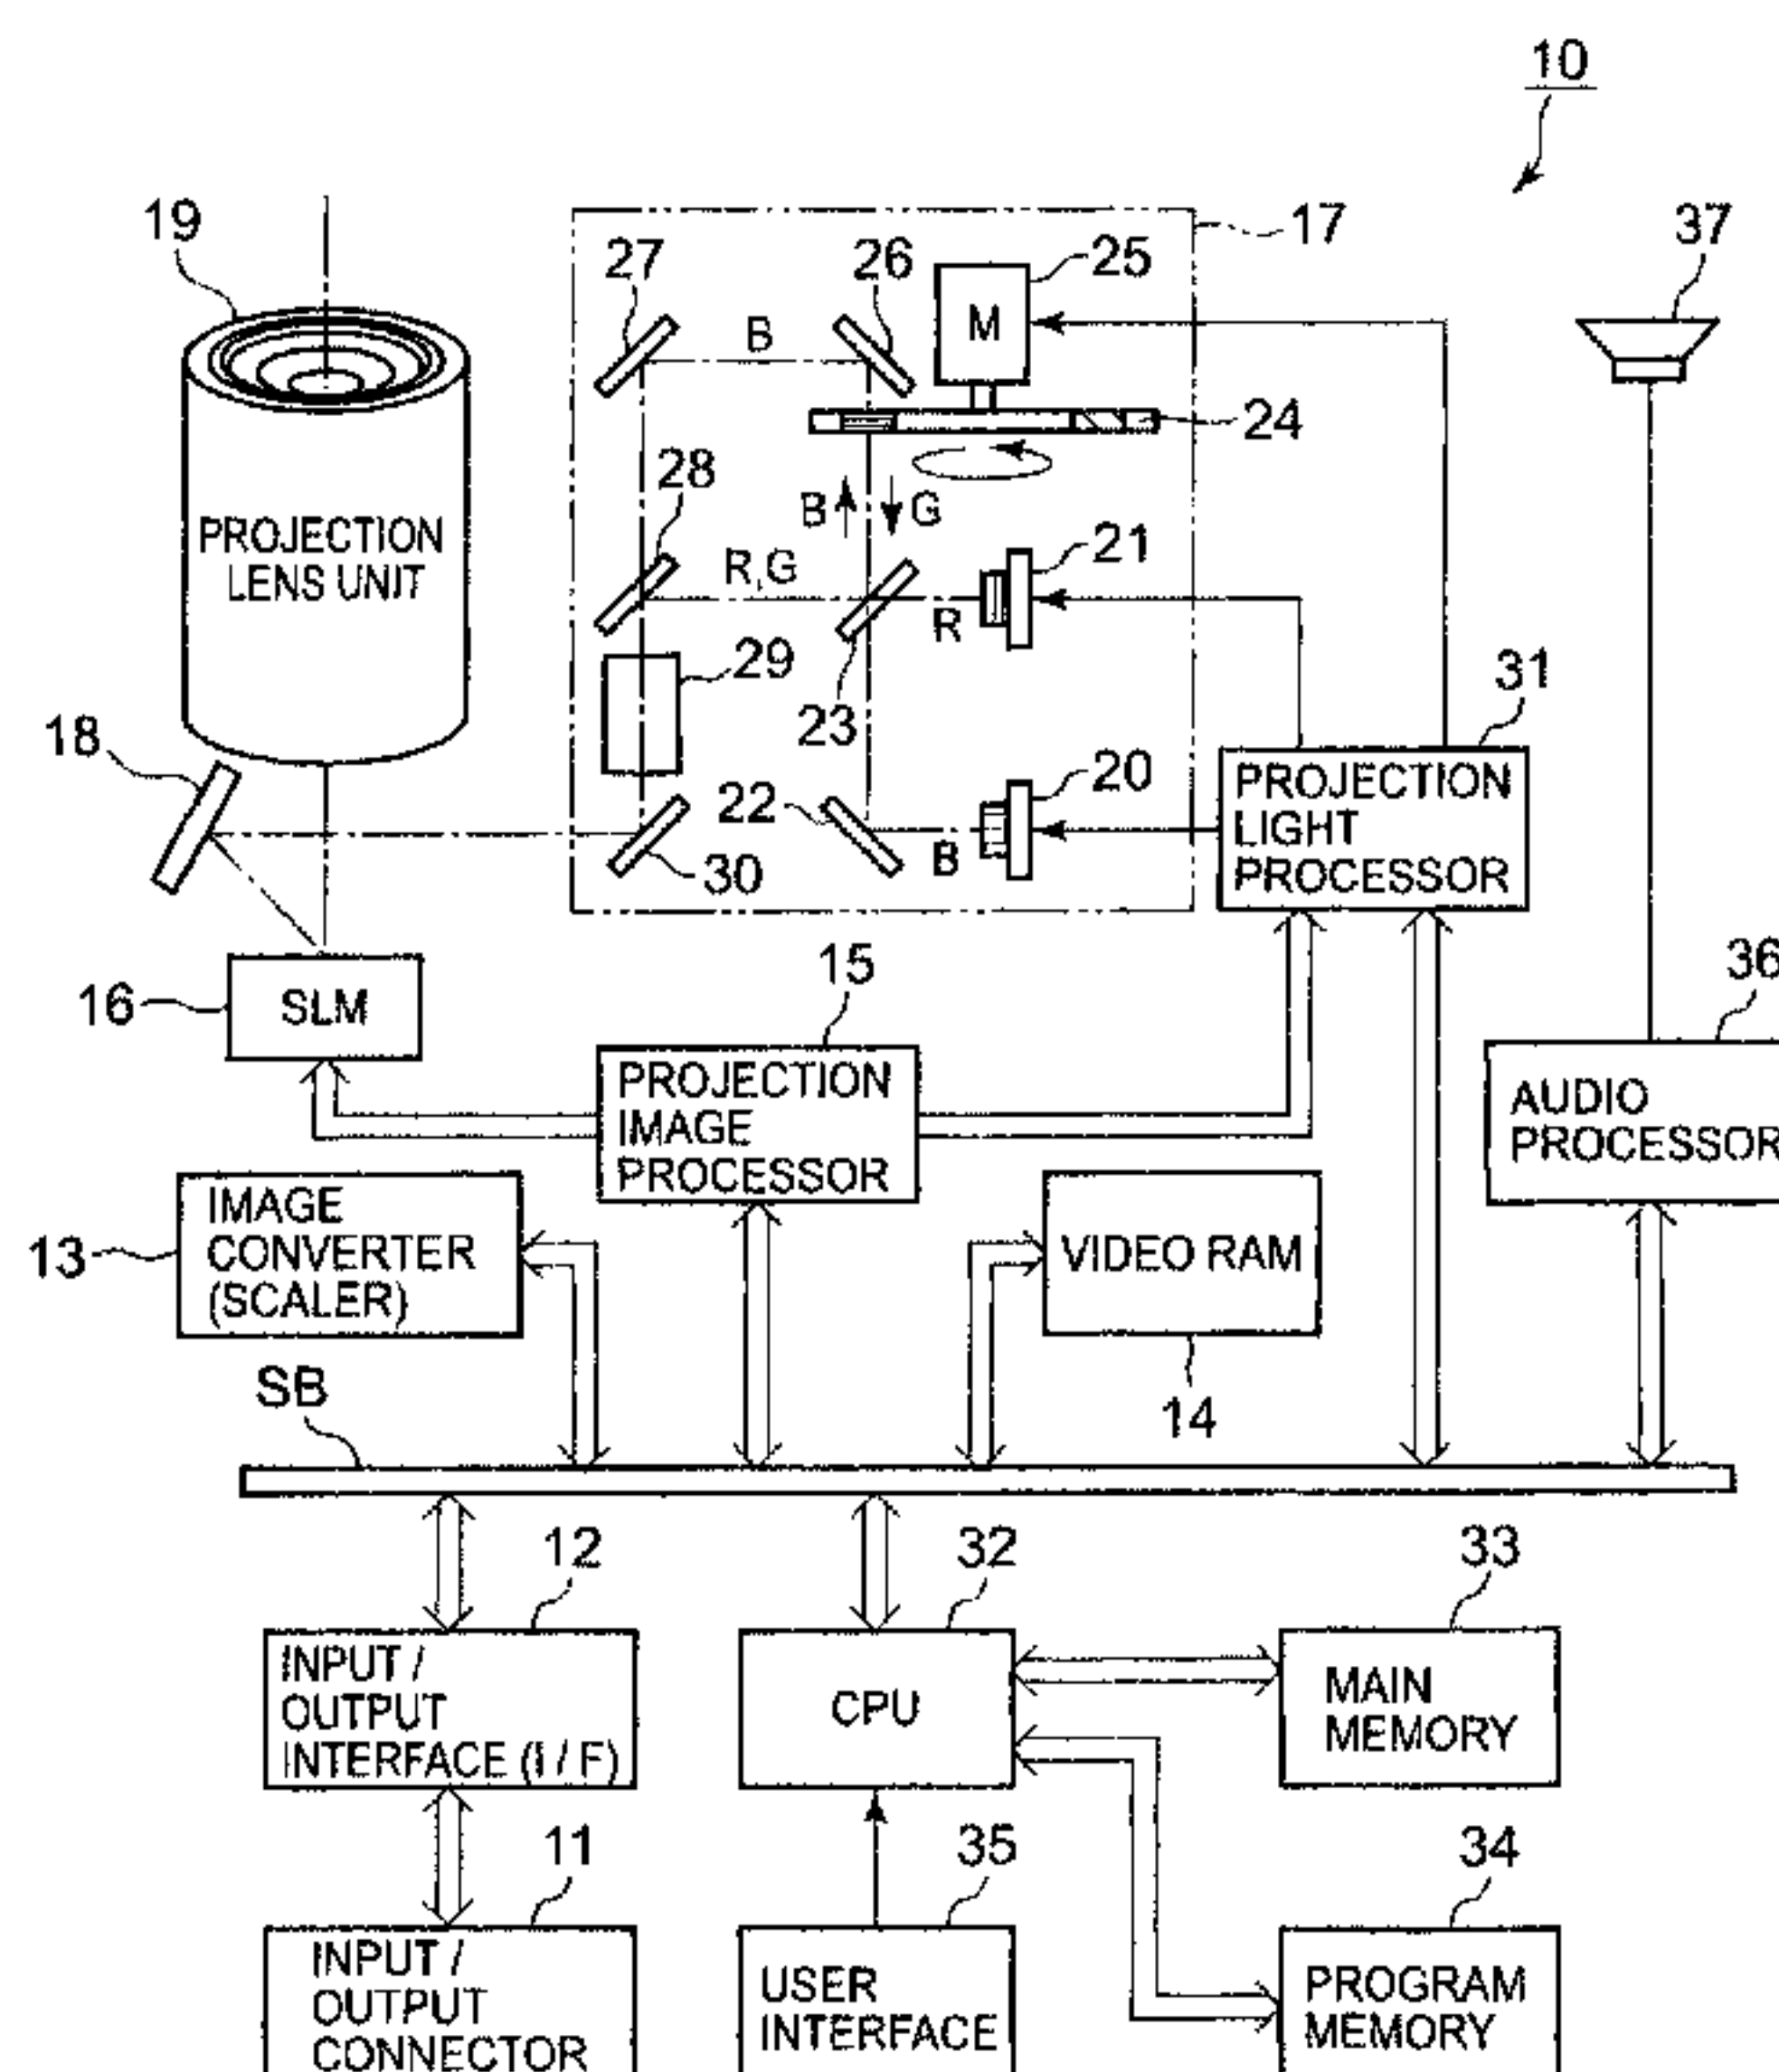 10
19
27
26
25
17
37
M
B
24
28
B
G
PROJECTION
LENS UNIT
R,G
21
R
29
23
31
18
22
20
PROJECTION
LIGHT
PROCESSOR
B
30
15
36
16
SLM
PROJECTION
IMAGE
PROCESSOR
AUDIO
PROCESSOR
13
IMAGE
CONVERTER
(SCALER)
VIDEO RAM
SB
14
12
32
33
INPUT /
OUTPUT
INTERFACE (I / F)
CPU
MAIN
MEMORY
11
35
34
INPUT /
OUTPUT
CONNECTOR
USER
INTERFACE
PROGRAM
MEMORY